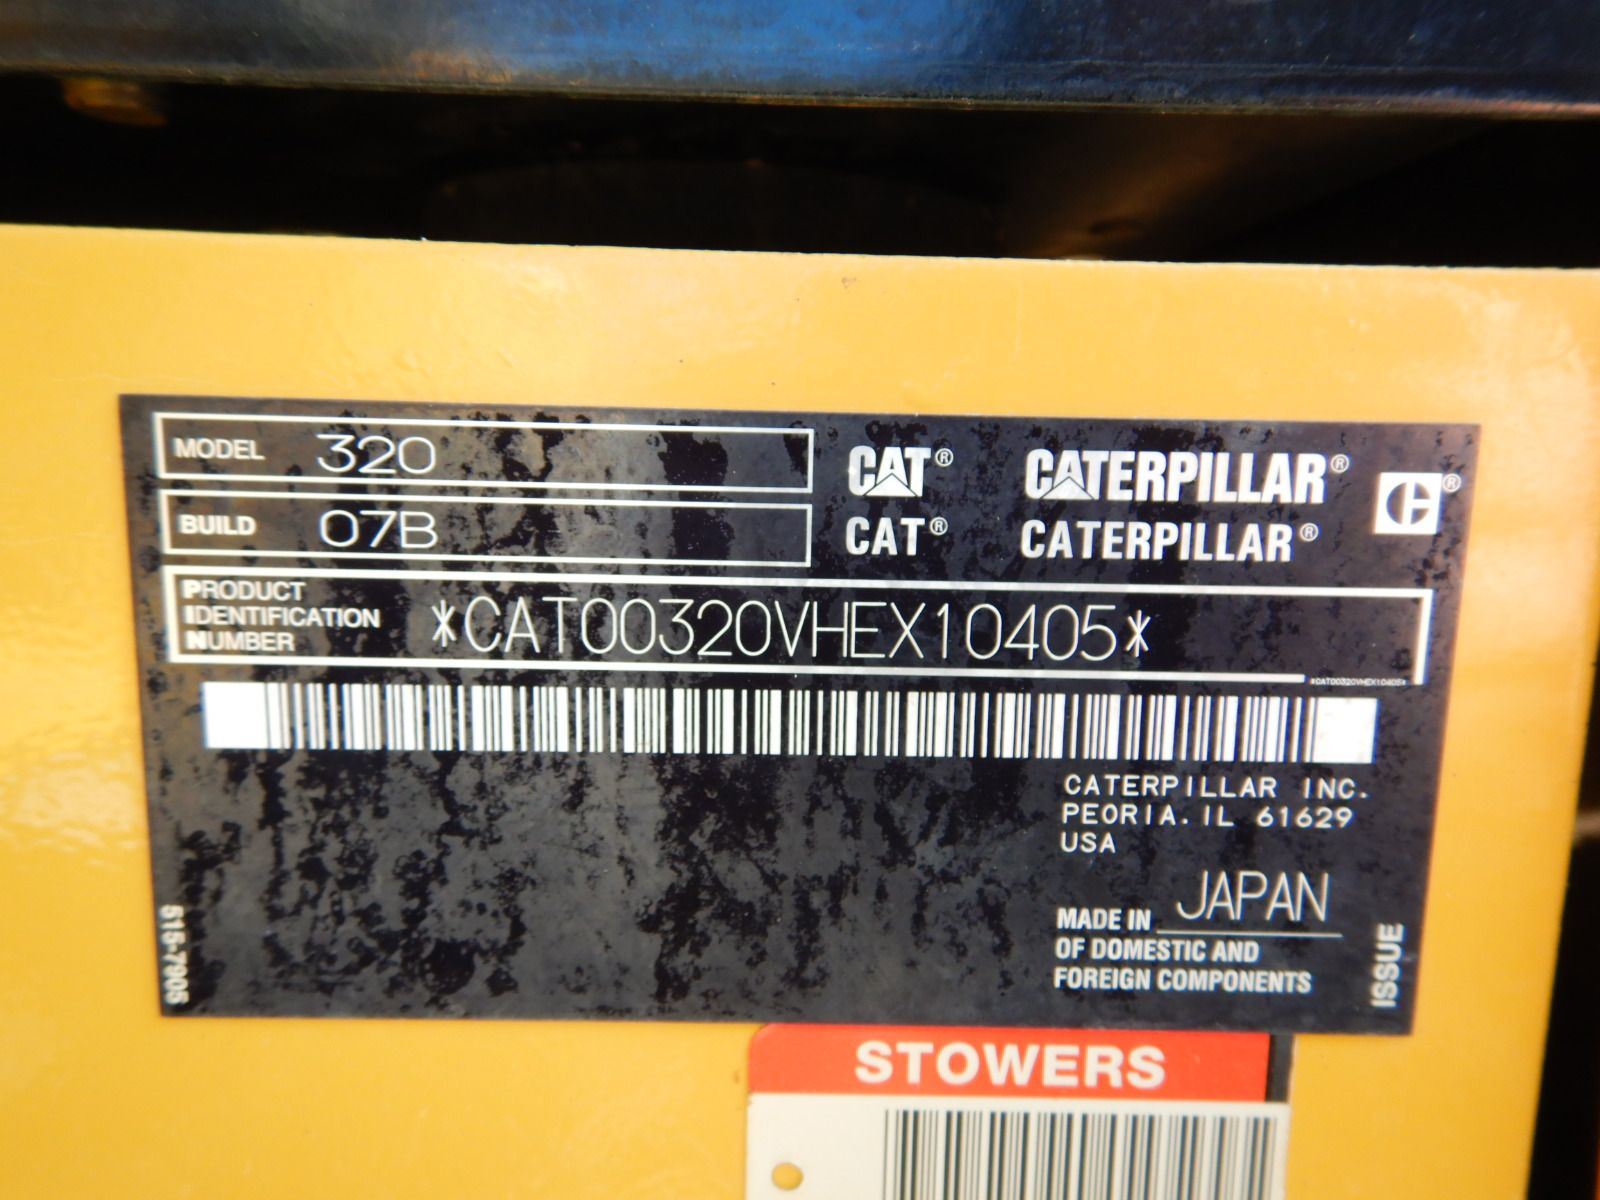 MODEL 320
BUILD 07B
CAT® CATERPILLAR® C®
CAT® CATERPILLAR®
PRODUCT
IDENTIFICATION
NUMBER
*CAT00320VHEX10405*
*CAT00320VHEX10405*
CATERPILLAR INC.
PEORIA. IL 61629
USA
MADE IN JAPAN
OF DOMESTIC AND
FOREIGN COMPONENTS
515-7905
ISSUE
STOWERS